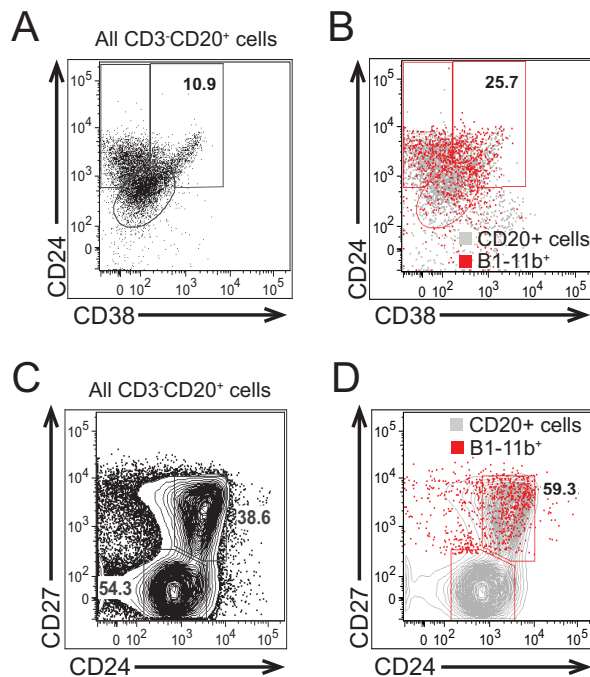 A
All CD3⁻CD20⁺ cells
10.9
10⁵
10⁴
10³
10²
0
CD24
0 10² 10³ 10⁴ 10⁵
CD38
B
25.7
10⁵
10⁴
10³
10²
0
CD24
CD20+ cells
B1-11b⁺
0 10² 10³ 10⁴ 10⁵
CD38
C
All CD3⁻CD20⁺ cells
10⁵
10⁴
10³
10²
0
CD27
38.6
54.3
0 10² 10³ 10⁴ 10⁵
CD24
D
CD20+ cells
B1-11b⁺
59.3
10⁵
10⁴
10³
10²
0
CD27
0 10² 10³ 10⁴ 10⁵
CD24